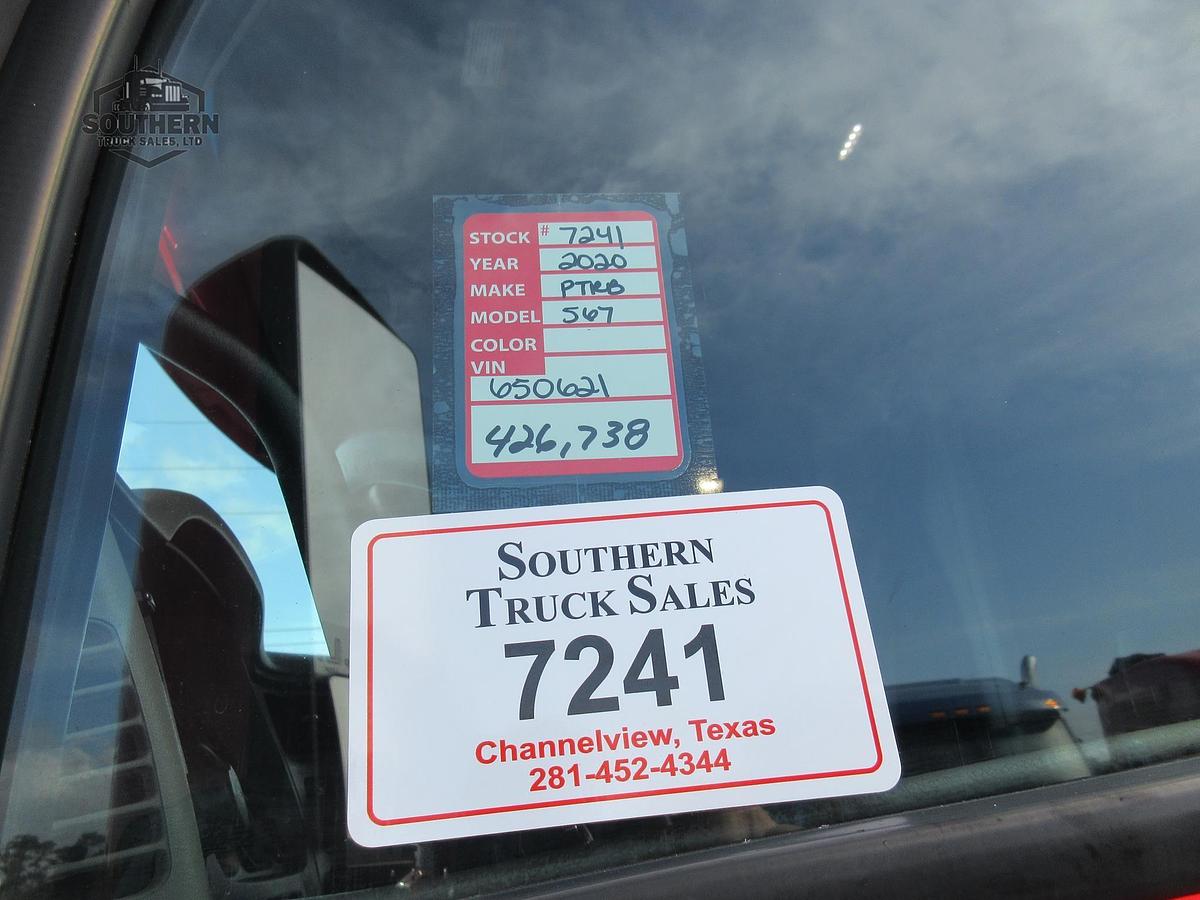 SOUTHERN
TRUCK SALES, LTD
STOCK # 7241
YEAR 2020
MAKE PTRB
MODEL 567
COLOR
VIN
650621
426,738
SOUTHERN
TRUCK SALES
7241
Channelview, Texas
281-452-4344